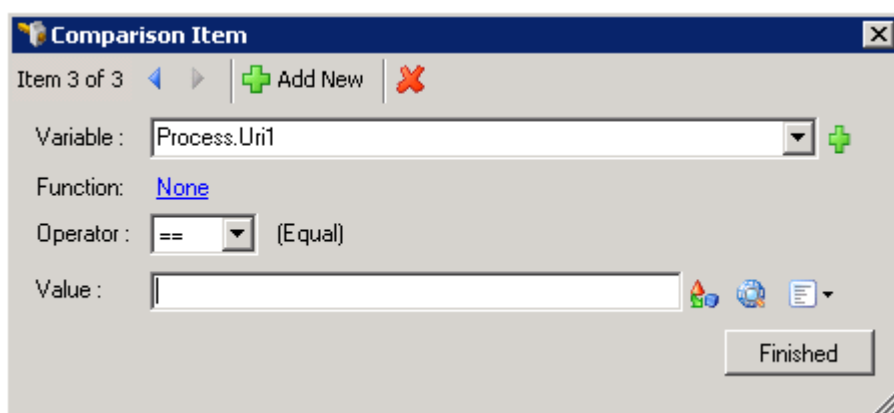 Comparison Item
Item 3 of 3 Add New
Variable : Process.Uri1
Function: None
Operator : == (Equal)
Value :
Finished